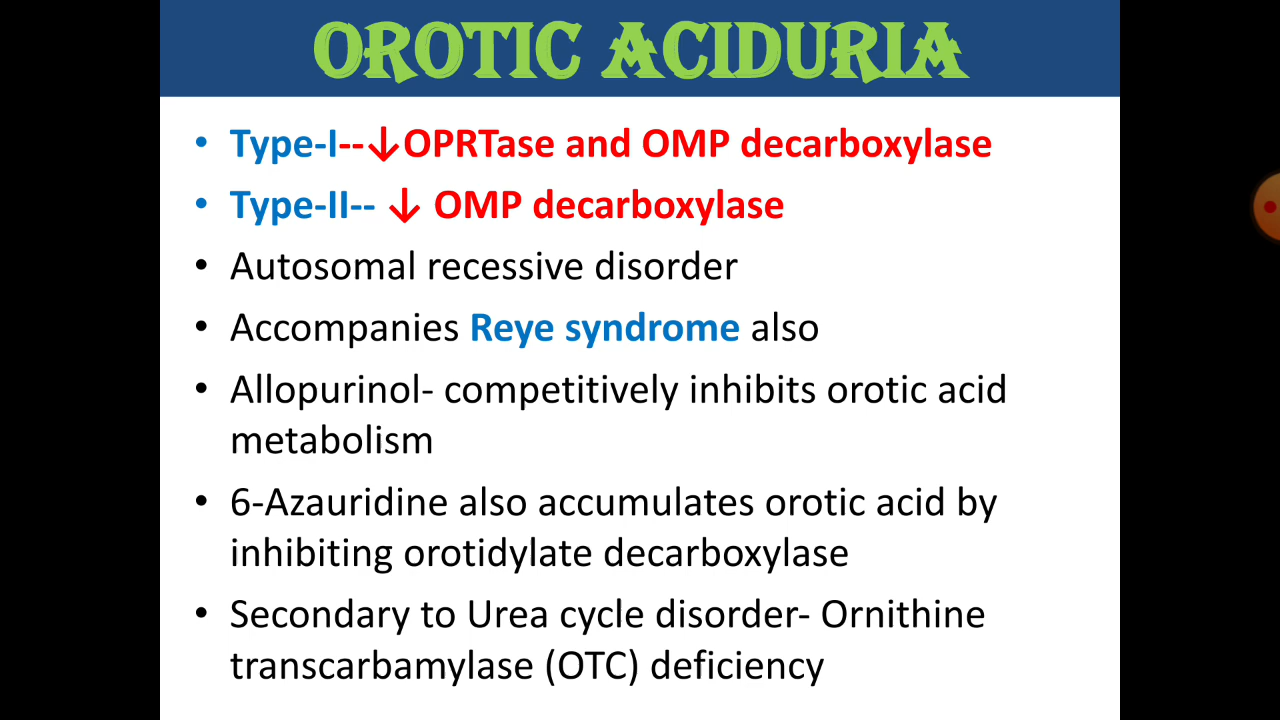 OROTIC ACIDURIA
• Type-I--↓OPRTase and OMP decarboxylase
• Type-II-- ↓ OMP decarboxylase
• Autosomal recessive disorder
• Accompanies Reye syndrome also
• Allopurinol- competitively inhibits orotic acid
metabolism
• 6-Azauridine also accumulates orotic acid by
inhibiting orotidylate decarboxylase
• Secondary to Urea cycle disorder- Ornithine
transcarbamylase (OTC) deficiency